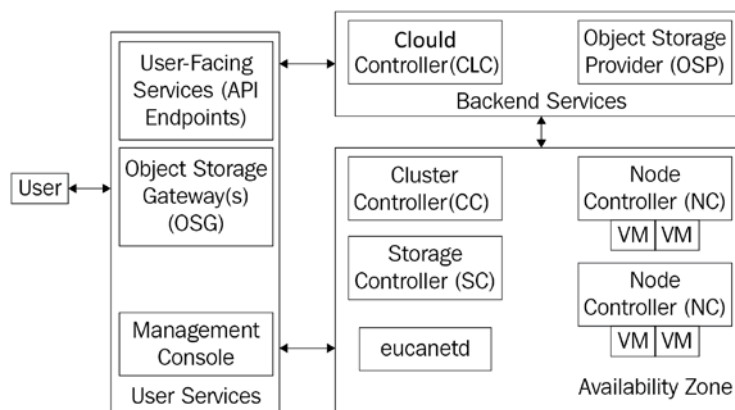 User
User-Facing
Services (API
Endpoints)
Object Storage
Gateway(s)
(OSG)
Management
Console
User Services
Clould
Controller(CLC)
Object Storage
Provider (OSP)
Backend Services
Cluster
Controller(CC)
Storage
Controller (SC)
eucanetd
Node
Controller (NC)
VM VM
Node
Controller (NC)
VM VM
Availability Zone